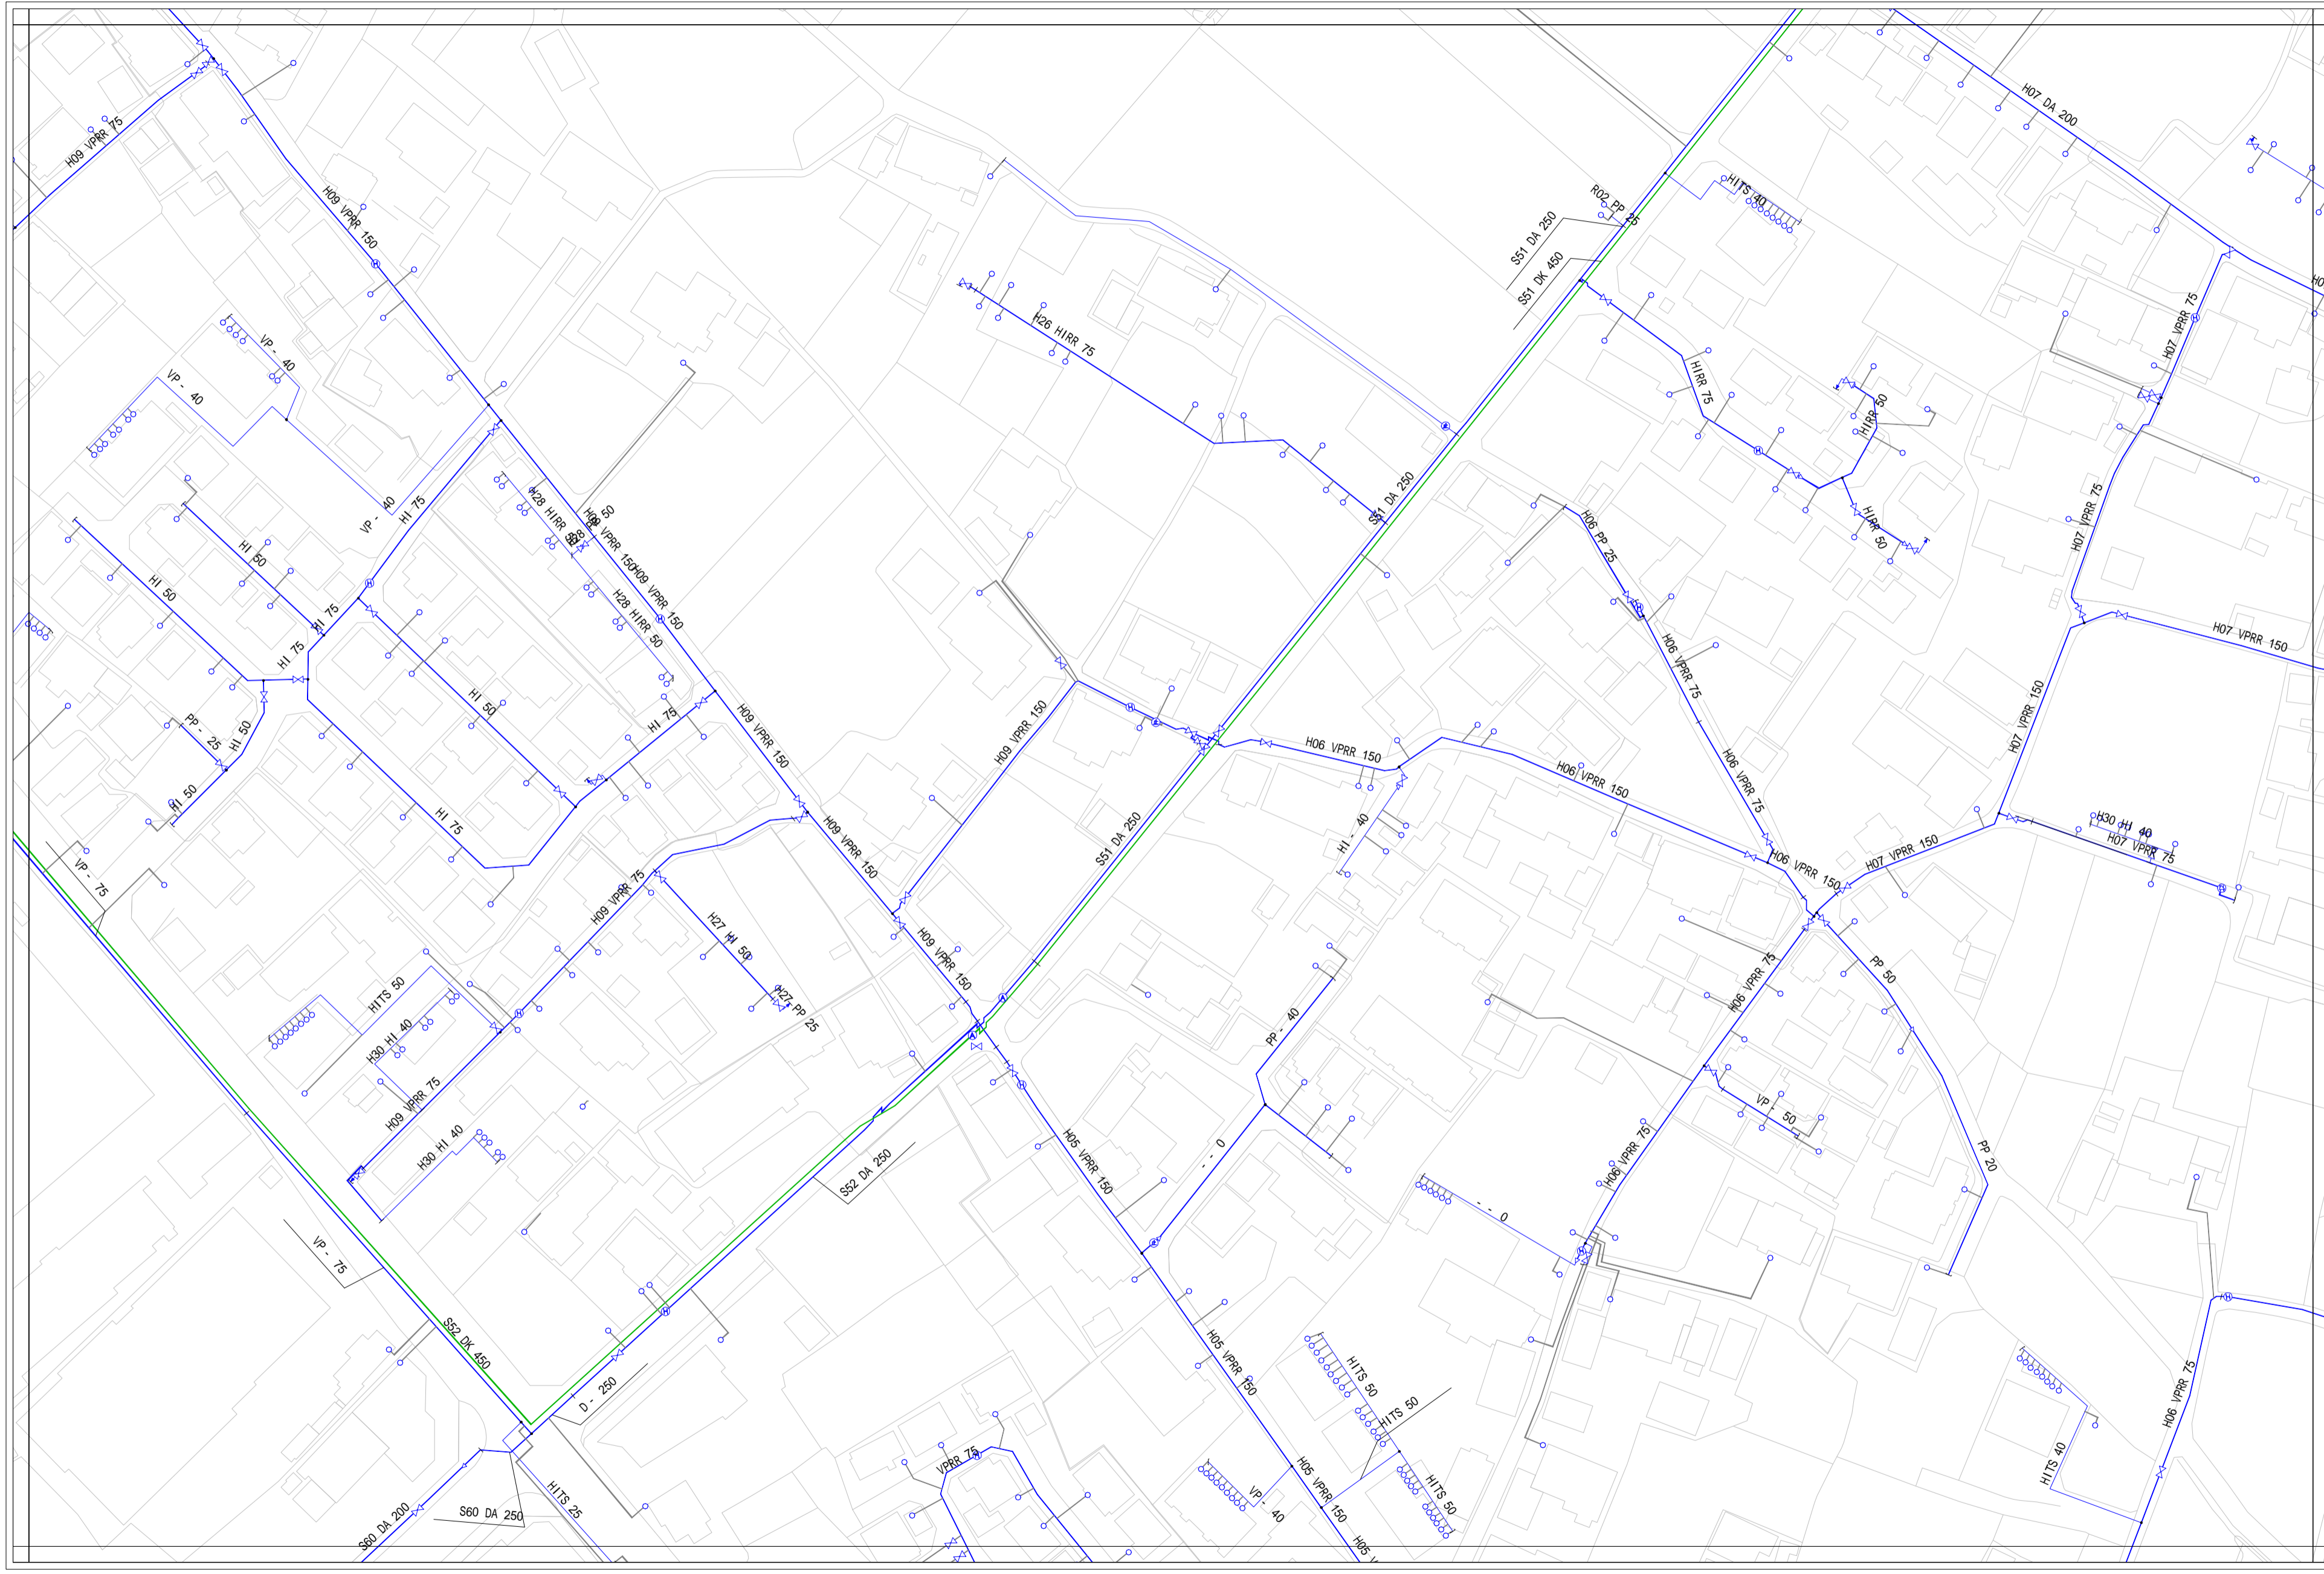 H07 DA 200
H09 VPRR 75
HITS 40
R02 PP 25
H09 VPRR 150
S51 DA 250
S51 DK 450
H07 VPRR 75
H26 HIRR 75
VP - 40
VP - 40
HIRR 75
HIRR 50
VP - 40
HI 75
H28 HIRR 50
H09 VPRR 150
S51 DA 250
H06 PP 25
HIRR 50
H07 VPRR 75
HI 50
HI 50
H09 VPRR 150
H28 HIRR 50
HI 75
HI 75
H07 VPRR 150
H06 VPRR 75
HI 50
PP - 25
HI 50
HI 75
H09 VPRR 150
H09 VPRR 150
H06 VPRR 150
H07 VPRR 150
H06 VPRR 150
H06 VPRR 75
HI 50
HI 75
H09 VPRR 150
S51 DA 250
HI - 40
H30 HI 40
H07 VPRR 75
H07 VPRR 150
H06 VPRR 150
VP - 75
H09 VPRR 75
H27 HI 50
H09 VPRR 150
PP 50
HITS 50
H27 PP 25
H06 VPRR 75
H30 HI 40
PP - 40
H09 VPRR 75
VP - 50
H30 HI 40
- - 0
H05 VPRR 150
S52 DA 250
H06 VPRR 75
PP 20
- - 0
VP - 75
S52 DK 450
H05 VPRR 150
HITS 50
HITS 50
H06 VPRR 75
D - 250
VPRR 75
VP - 40
H05 VPRR 150
HITS 50
HITS 40
HITS 25
S60 DA 200
S60 DA 250